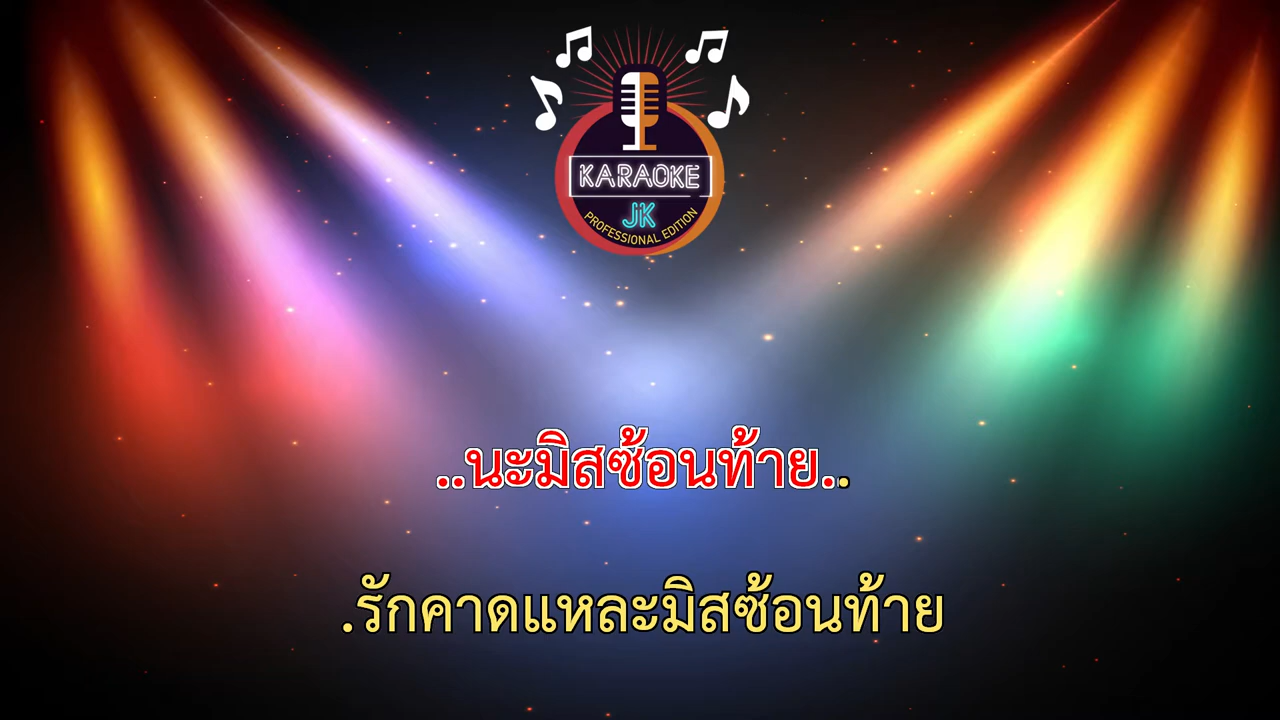 KARAOKE
JK
PROFESSIONAL EDITION
..นะมิสซ้อนท้าย..
.รักคาดแหละมิสซ้อนท้าย